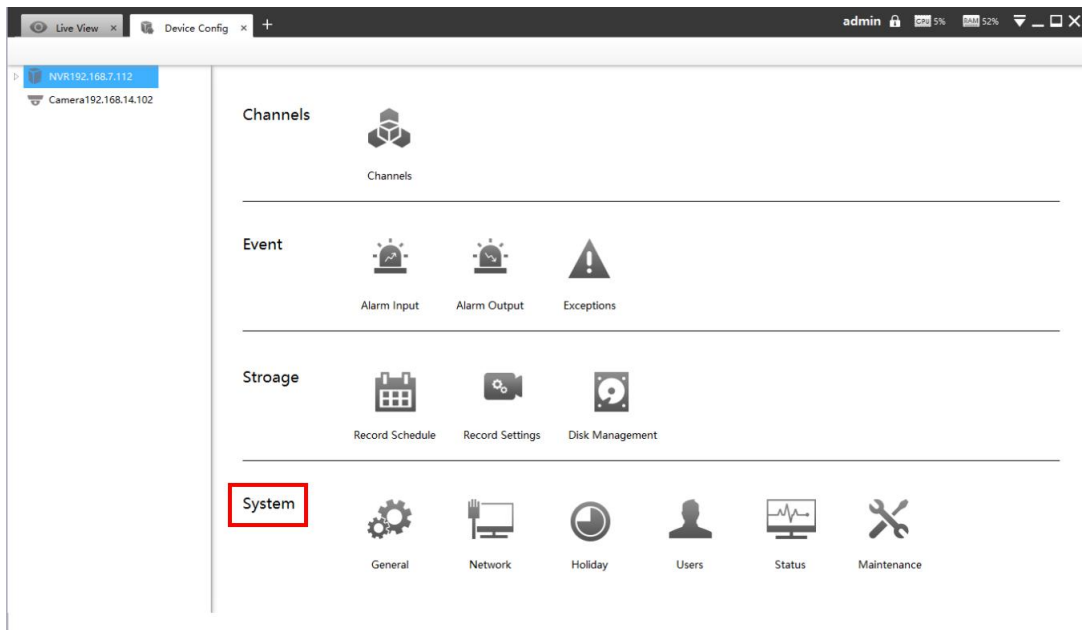 Live View × Device Config × + admin CPU 5% RAM 52%
NVR192.168.7.112
Camera192.168.14.102
Channels
Channels
Event
Alarm Input Alarm Output Exceptions
Stroage
Record Schedule Record Settings Disk Management
System
General Network Holiday Users Status Maintenance